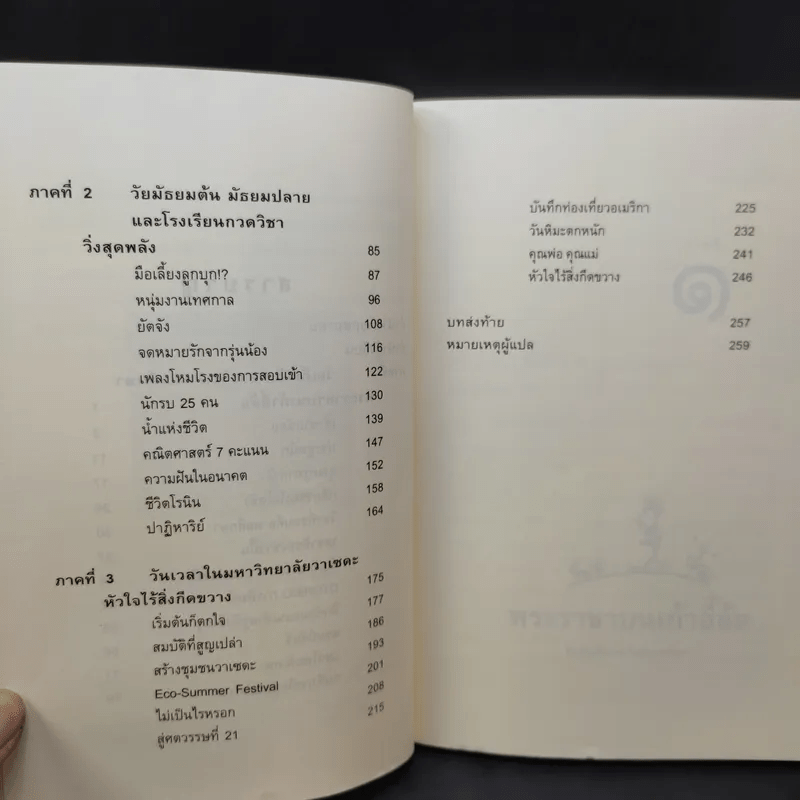 ภาคที่ 2 วัยมัธยมต้น มัธยมปลาย
และโรงเรียนกวดวิชา
วิ่งสุดพลัง 85
มือเลี้ยงลูกบุก!? 87
หนุ่มงานเทศกาล 96
ยัดจัง 108
จดหมายรักจากรุ่นน้อง 116
เพลงโหมโรงของการสอบเข้า 122
นักรบ 25 คน 130
น้ำแห่งชีวิต 139
คณิตศาสตร์ 7 คะแนน 147
ความฝันในอนาคต 152
ชีวิตโรนิน 158
ปาฏิหาริย์ 164
ภาคที่ 3 วันเวลาในมหาวิทยาลัยวาเซดะ
หัวใจไร้สิ่งกีดขวาง 175
เริ่มต้นก็ตกใจ 177
สมบัติที่สูญเปล่า 186
สร้างชุมชนวาเซดะ 193
Eco-Summer Festival 201
ไม่เป็นไรหรอก 208
สู่ศตวรรษที่ 21 215
บันทึกท่องเที่ยวอเมริกา 225
วันหิมะตกหนัก 232
คุณพ่อ คุณแม่ 241
หัวใจไร้สิ่งกีดขวาง 246
บทส่งท้าย 257
หมายเหตุผู้แปล 259